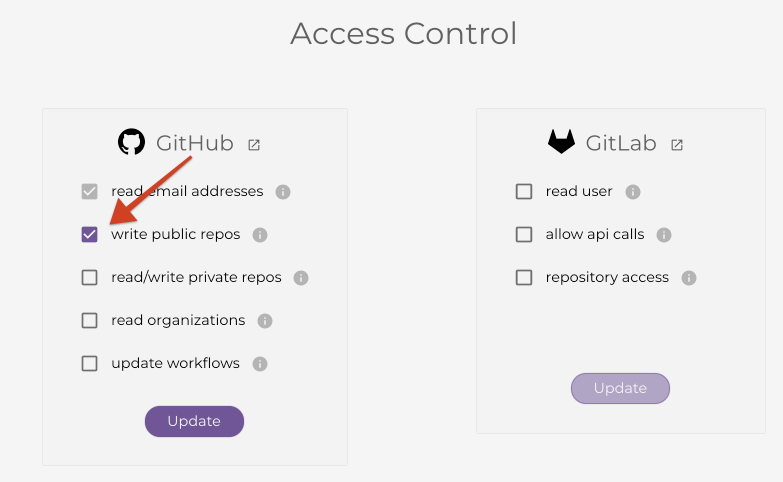 Access Control
GitHub
read email addresses
write public repos
read/write private repos
read organizations
update workflows
Update
GitLab
read user
allow api calls
repository access
Update